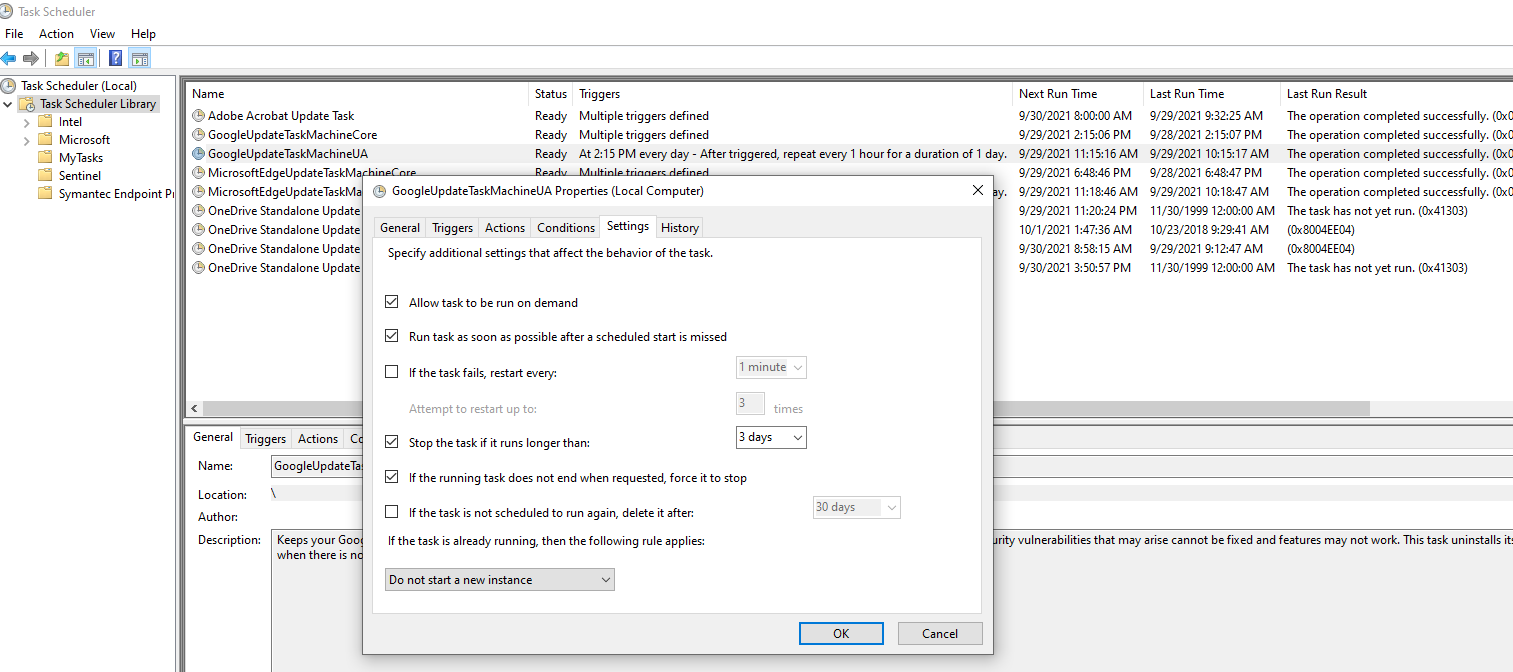 Task Scheduler
File Action View Help
Task Scheduler (Local)
Task Scheduler Library
Intel
Microsoft
MyTasks
Sentinel
Symantec Endpoint Pr
Name Status Triggers Next Run Time Last Run Time Last Run Result
Adobe Acrobat Update Task Ready Multiple triggers defined 9/30/2021 8:00:00 AM 9/29/2021 9:32:25 AM The operation completed successfully. (0x0
GoogleUpdateTaskMachineCore Ready Multiple triggers defined 9/29/2021 2:15:06 PM 9/28/2021 2:15:07 PM The operation completed successfully. (0x0
GoogleUpdateTaskMachineUA Ready At 2:15 PM every day - After triggered, repeat every 1 hour for a duration of 1 day. 9/29/2021 11:15:16 AM 9/29/2021 10:15:17 AM The operation completed successfully. (0x0
MicrosoftEdgeUpdateTaskMachineCore Ready Multiple triggers defined 9/29/2021 6:48:46 PM 9/28/2021 6:48:47 PM The operation completed successfully. (0x0
MicrosoftEdgeUpdateTaskMa ay. 9/29/2021 11:18:46 AM 9/29/2021 10:18:47 AM The operation completed successfully. (0x0
OneDrive Standalone Update 9/29/2021 11:20:24 PM 11/30/1999 12:00:00 AM The task has not yet run. (0x41303)
OneDrive Standalone Update 10/1/2021 1:47:36 AM 10/23/2018 9:29:41 AM (0x8004EE04)
OneDrive Standalone Update 9/30/2021 8:58:15 AM 9/29/2021 9:12:47 AM (0x8004EE04)
OneDrive Standalone Update 9/30/2021 3:50:57 PM 11/30/1999 12:00:00 AM The task has not yet run. (0x41303)
GoogleUpdateTaskMachineUA Properties (Local Computer)
General Triggers Actions Conditions Settings History
Specify additional settings that affect the behavior of the task.
Allow task to be run on demand
Run task as soon as possible after a scheduled start is missed
If the task fails, restart every: 1 minute
Attempt to restart up to: 3 times
Stop the task if it runs longer than: 3 days
If the running task does not end when requested, force it to stop
If the task is not scheduled to run again, delete it after: 30 days
If the task is already running, then the following rule applies:
Do not start a new instance
OK Cancel
General Triggers Actions Co
Name: GoogleUpdateTas
Location: \
Author:
Description: Keeps your Goog urity vulnerabilities that may arise cannot be fixed and features may not work. This task uninstalls its
when there is no